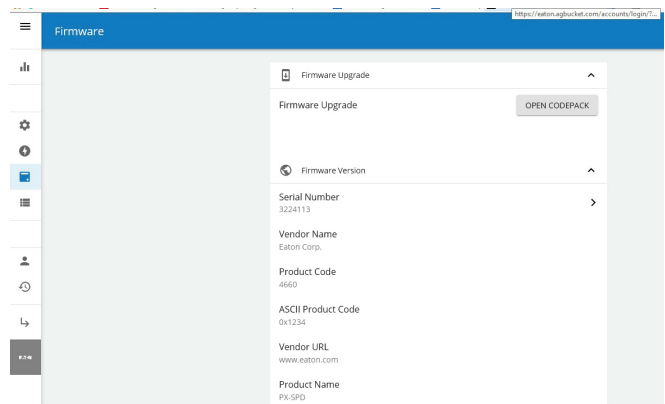 https://eaton.agbucket.com/accounts/login/?...
Firmware
Firmware Upgrade
Firmware Upgrade
OPEN CODEPACK
Firmware Version
Serial Number
3224113
Vendor Name
Eaton Corp.
Product Code
4660
ASCII Product Code
0x1234
Vendor URL
www.eaton.com
Product Name
PX-SPD